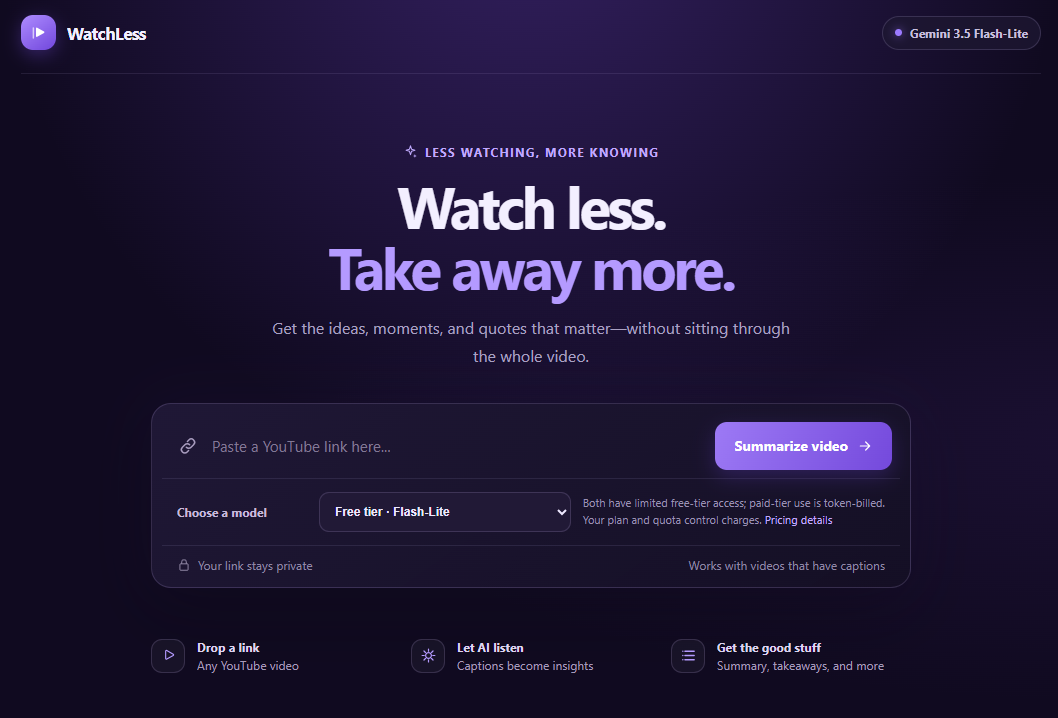 WatchLess
Gemini 3.5 Flash-Lite
LESS WATCHING, MORE KNOWING
Watch less.
Take away more.
Get the ideas, moments, and quotes that matter—without sitting through
the whole video.
Paste a YouTube link here...
Summarize video
Choose a model
Free tier · Flash-Lite
Both have limited free-tier access; paid-tier use is token-billed.
Your plan and quota control charges. Pricing details
Your link stays private
Works with videos that have captions
Drop a link
Any YouTube video
Let AI listen
Captions become insights
Get the good stuff
Summary, takeaways, and more